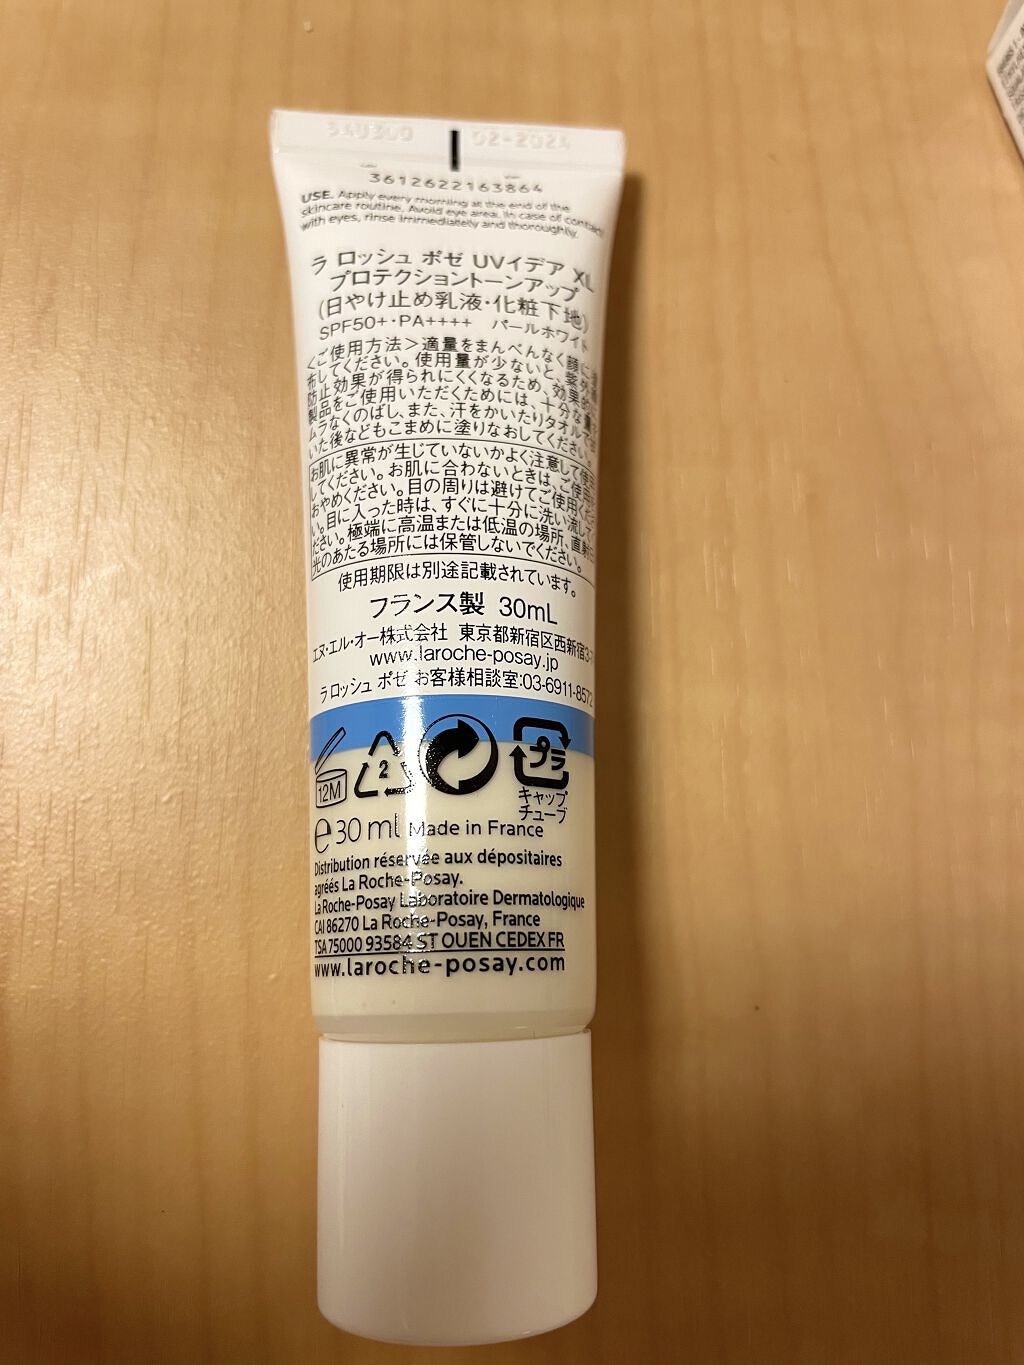 02-2024
3612622163864
USE. Apply every morning at the end of the
skincare routine. Avoid eye area. In case of contact
with eyes, rinse immediately and thoroughly.
ラ ロッシュ ポゼ UVイデア XL
プロテクショントーンアップ
(日やけ止め乳液・化粧下地)
SPF50+・PA++++ パールホワイト
<ご使用方法>適量をまんべんなく顔に
布してください。使用量が少ないと、紫外線
防止効果が得られにくくなるため、効果的に
製品をご使用いただくためには、十分な量を
ムラなくのばし、また、汗をかいたりタオルで
いた後などもこまめに塗りなおしてください。
お肌に異常が生じていないかよく注意して使用
してください。お肌に合わないときは、ご使用を
おやめください。目の周りは避けてご使用くださ
い。目に入った時は、すぐに十分に洗い流してく
ださい。極端に高温または低温の場所、直射日
光のあたる場所には保管しないでください。
使用期限は別途記載されています。
フランス製 30mL
エヌ・エル・オー株式会社 東京都新宿区西新宿3-7
www.laroche-posay.jp
ラ ロッシュ ポゼ お客様相談室:03-6911-8572
12M
2
プラ
キャップ
チューブ
e 30 ml Made in France
Distribution réservée aux dépositaires
agréés La Roche-Posay.
La Roche-Posay Laboratoire Dermatologique
CAI 86270 La Roche-Posay, France
TSA 75000 93584 ST OUEN CEDEX FR
www.laroche-posay.com